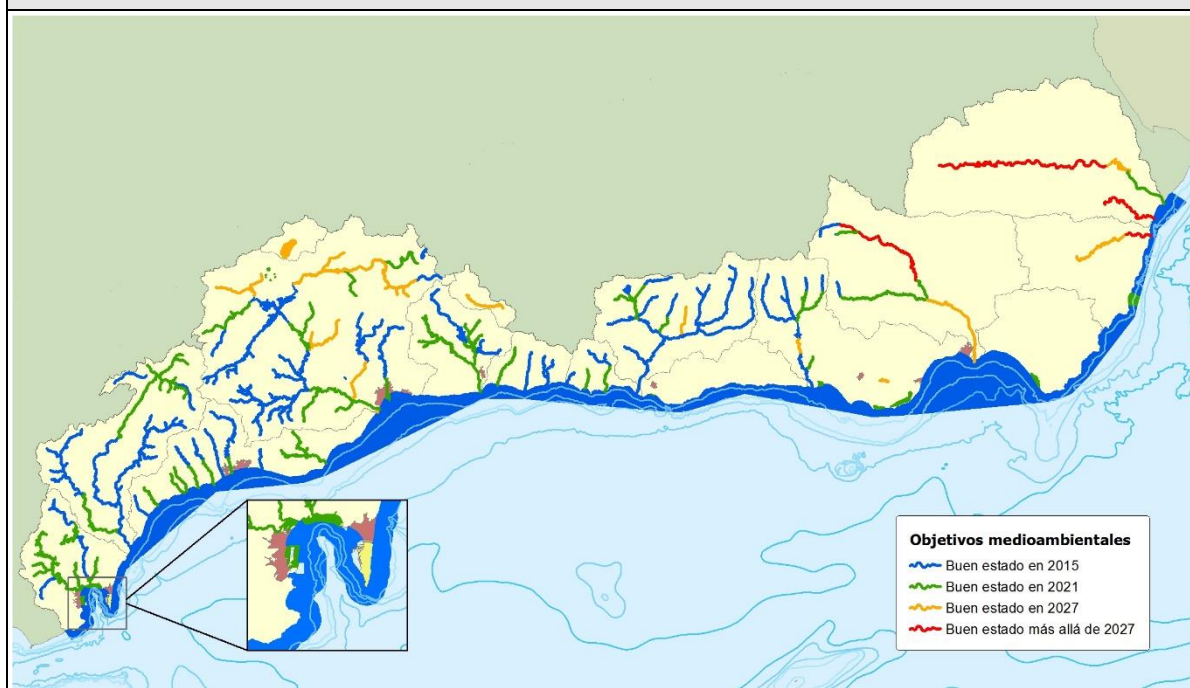 Objetivos medioambientales
Buen estado en 2015
Buen estado en 2021
Buen estado en 2027
Buen estado más allá de 2027